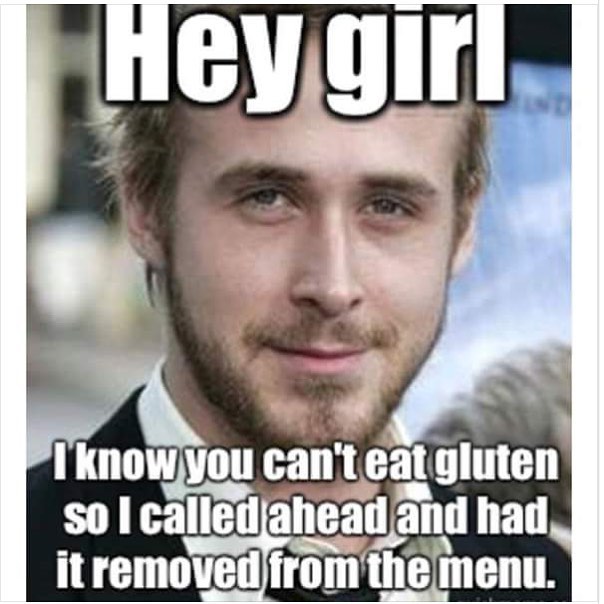 Hey girl
I know you can't eat gluten
so I called ahead and had
it removed from the menu.